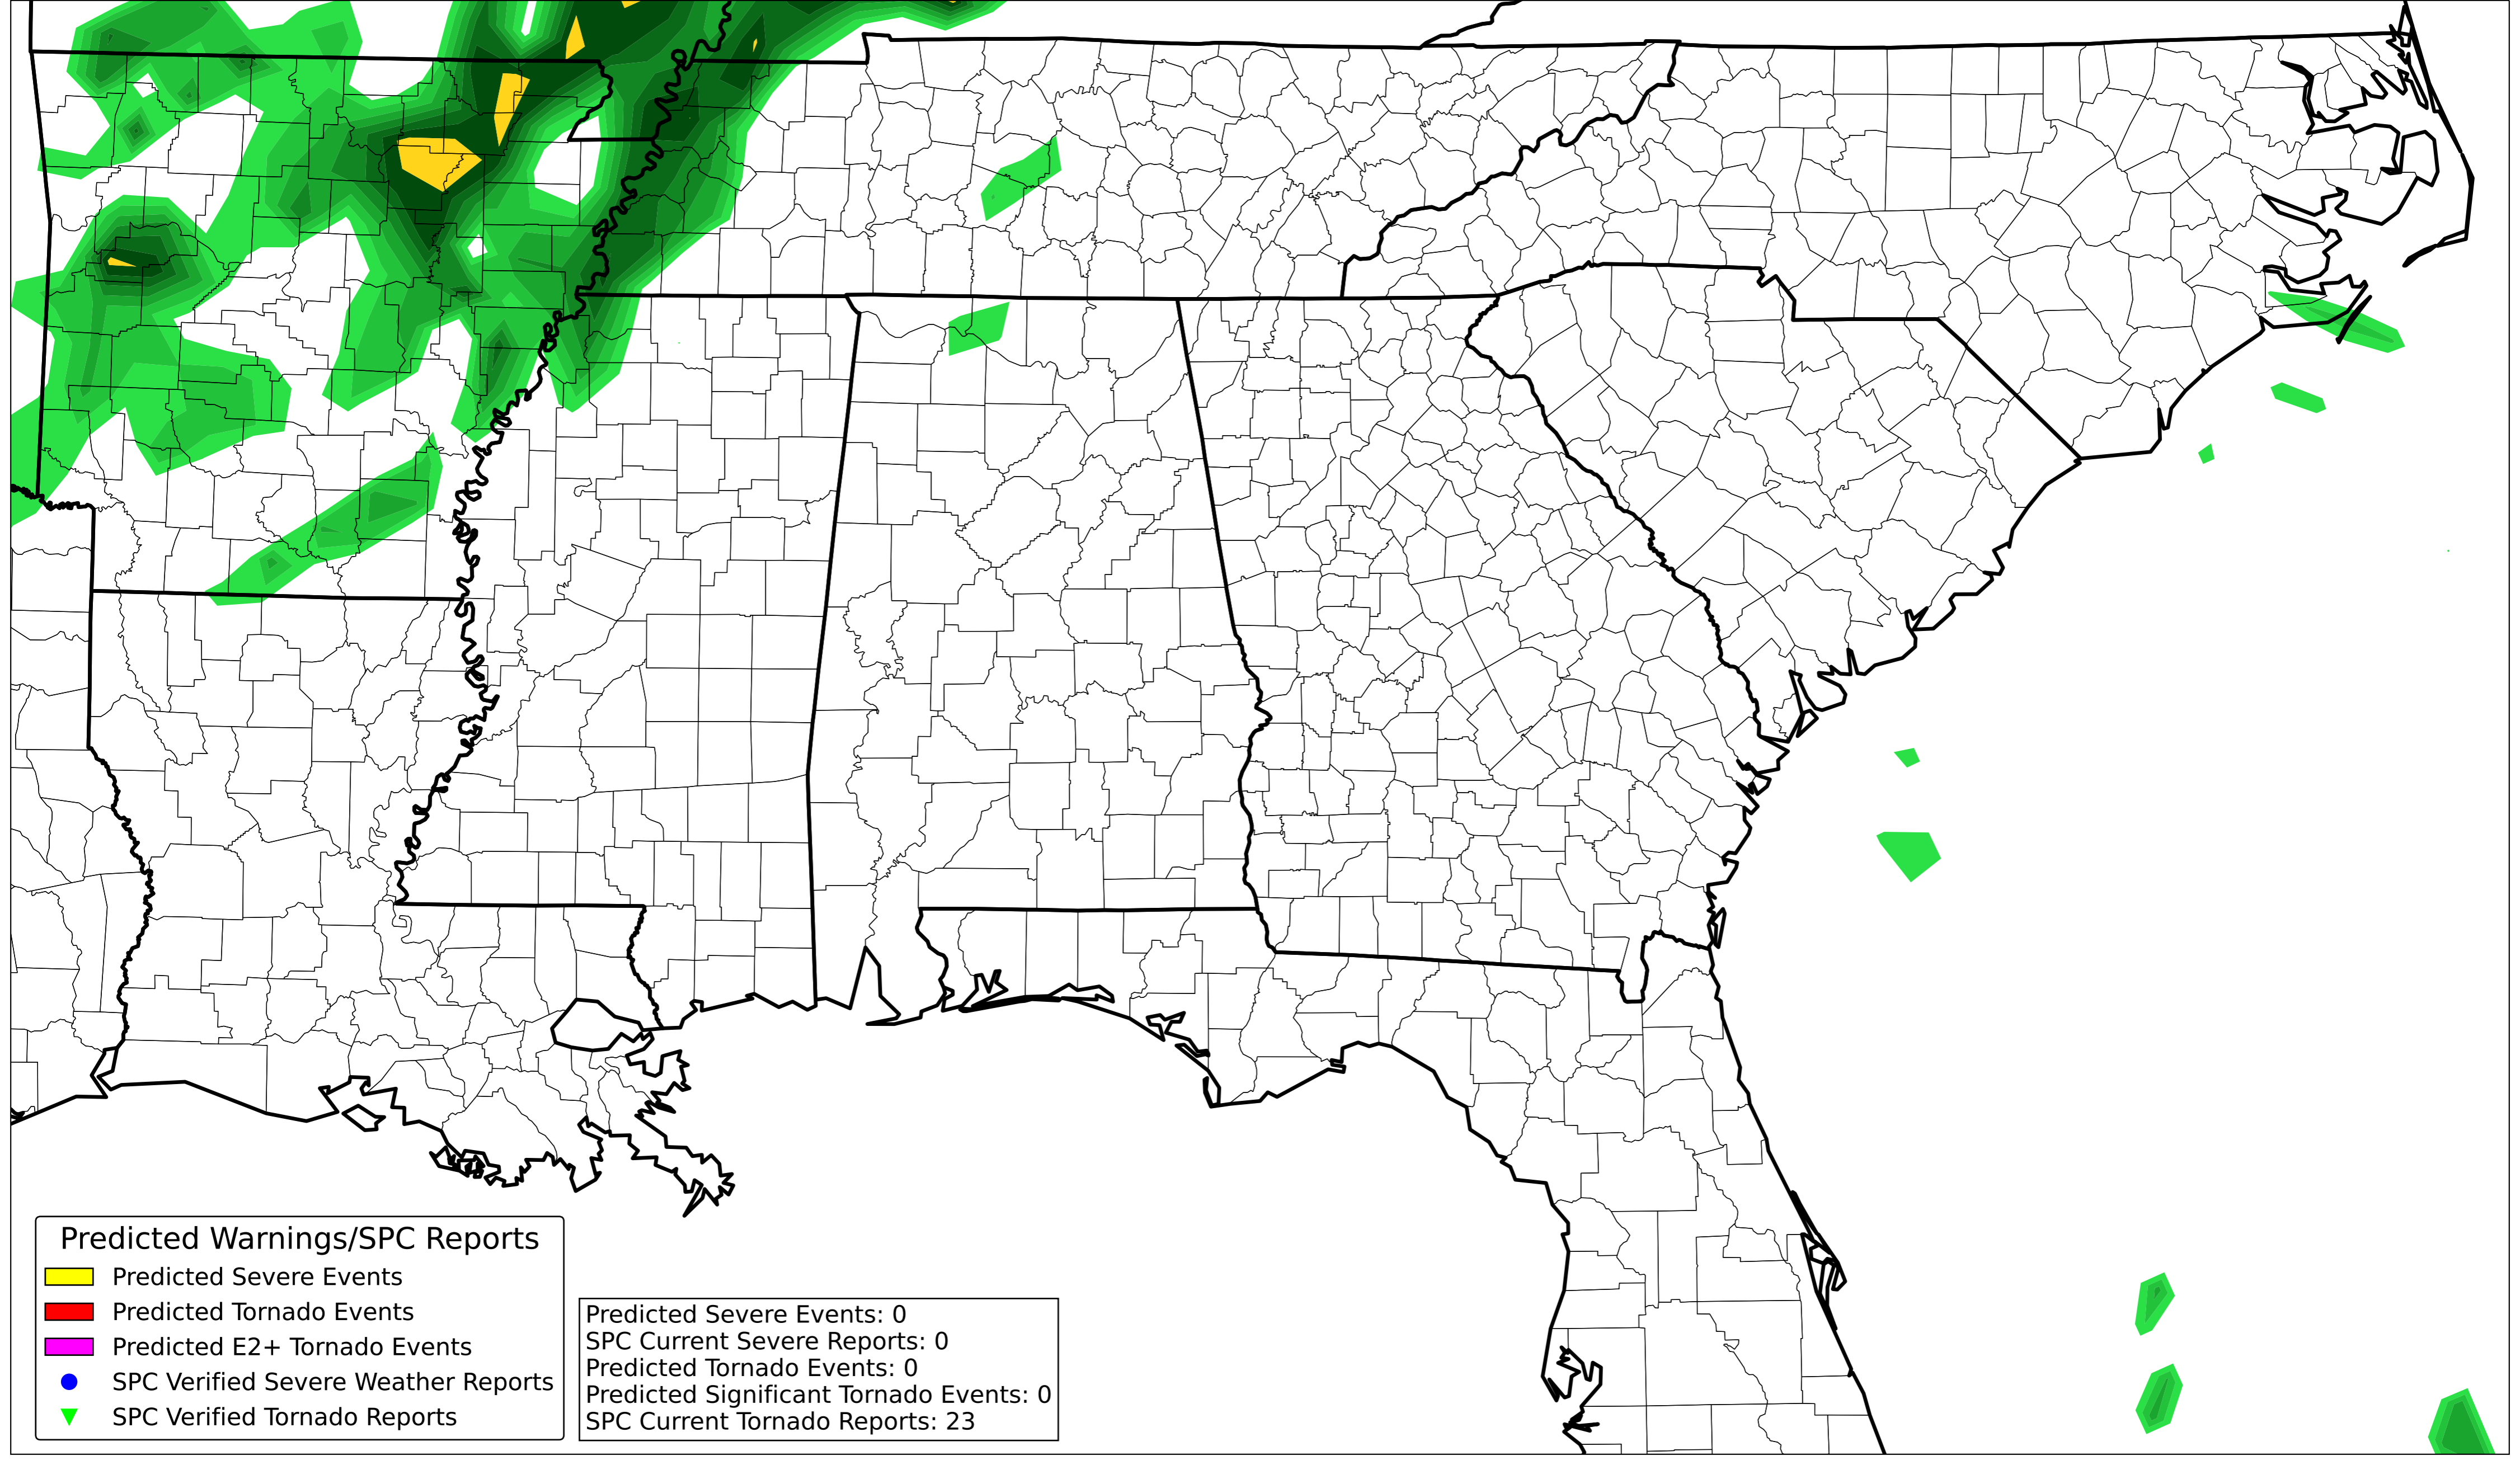 Predicted Warnings/SPC Reports
Predicted Severe Events
Predicted Tornado Events
Predicted E2+ Tornado Events
SPC Verified Severe Weather Reports
SPC Verified Tornado Reports
Predicted Severe Events: 0
SPC Current Severe Reports: 0
Predicted Tornado Events: 0
Predicted Significant Tornado Events: 0
SPC Current Tornado Reports: 23